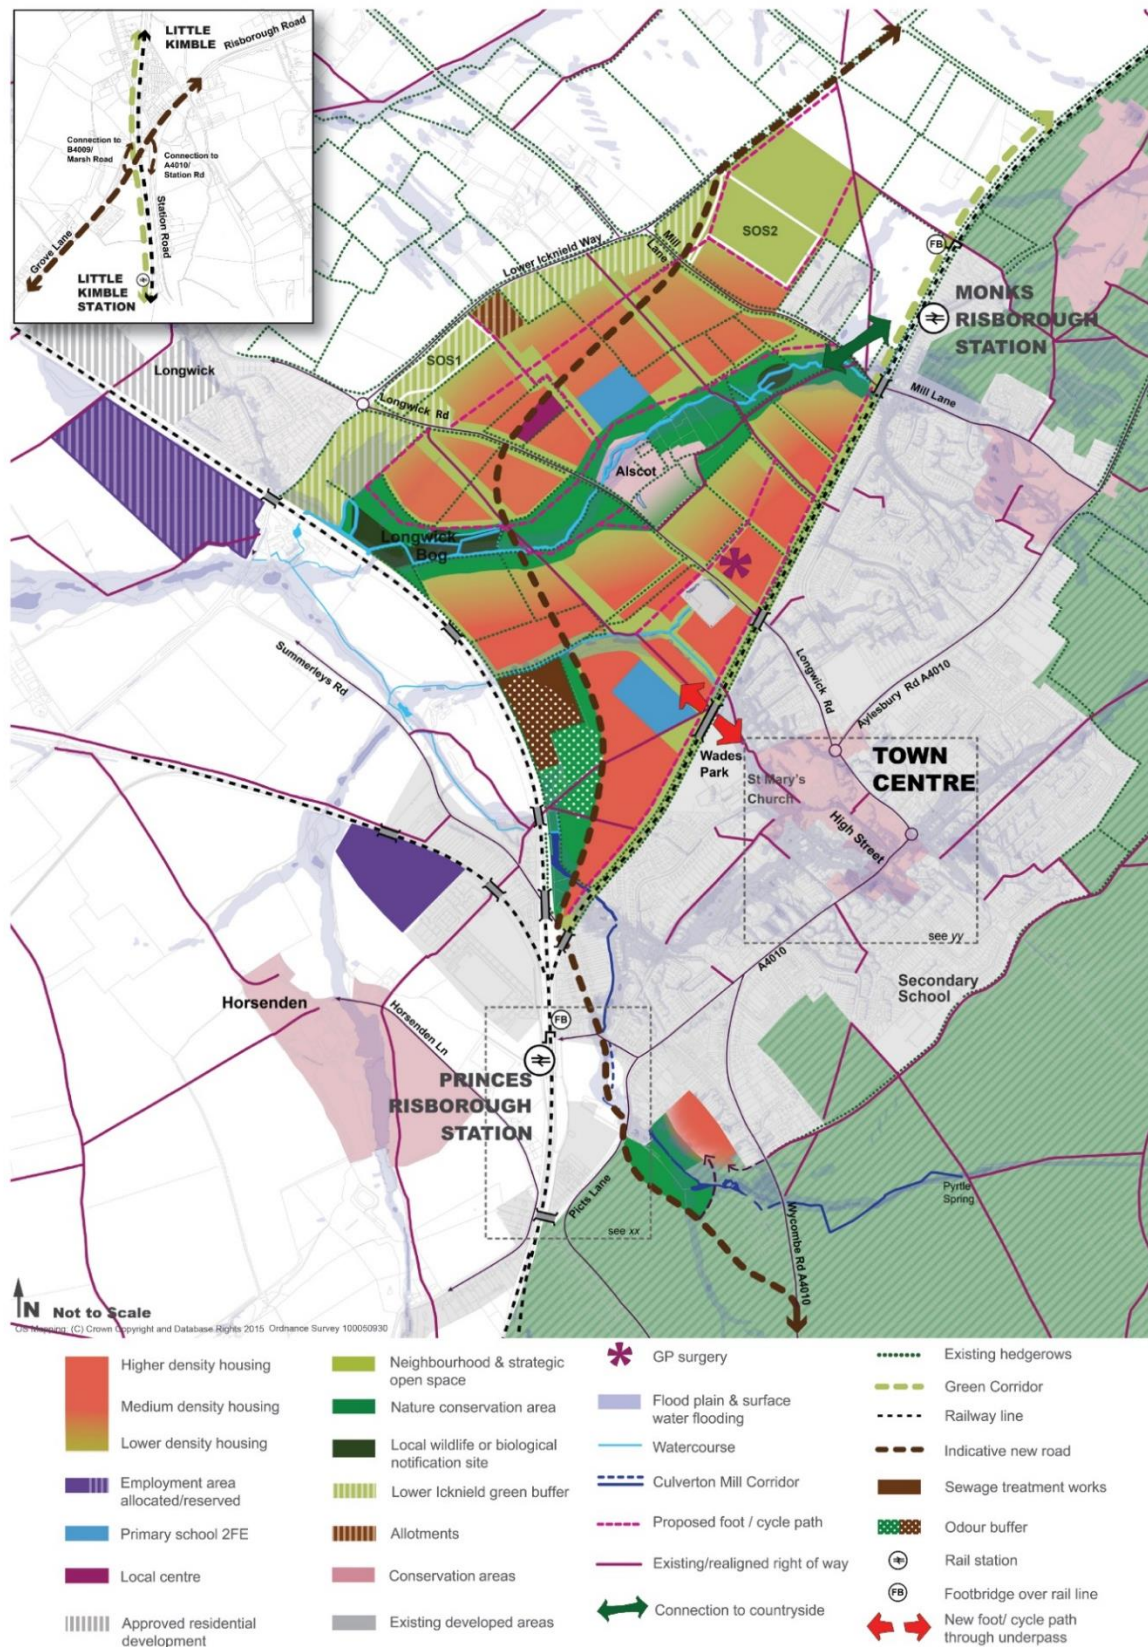 LITTLE
KIMBLE
Risborough Road
Connection to
B4009/
Marsh Road
Connection to
A4010/
Station Rd
Station Road
Grove Lane
LITTLE
KIMBLE
STATION
SOS2
Mill
Lane
Lower Icknield Way
FB
MONKS
RISBOROUGH
STATION
SOS1
Longwick
Longwick Rd
Mill Lane
Alscot
Longwick
Bog
Summerleys Rd
Longwick Rd
Aylesbury Rd A4010
Wades
Park
TOWN
CENTRE
St Mary's
Church
High Street
see yy
A4010
Secondary
School
Horsenden
Horsenden Ln
FB
PRINCES
RISBOROUGH
STATION
Picts Lane
see xx
Pyrtle
Spring
Wycombe Rd A4010
N Not to Scale
OS Mapping: (C) Crown Copyright and Database Rights 2015 Ordnance Survey 100050930
Higher density housing
Medium density housing
Lower density housing
Employment area
allocated/reserved
Primary school 2FE
Local centre
Approved residential
development
Neighbourhood & strategic
open space
Nature conservation area
Local wildlife or biological
notification site
Lower Icknield green buffer
Allotments
Conservation areas
Existing developed areas
GP surgery
Flood plain & surface
water flooding
Watercourse
Culverton Mill Corridor
Proposed foot / cycle path
Existing/realigned right of way
Connection to countryside
Existing hedgerows
Green Corridor
Railway line
Indicative new road
Sewage treatment works
Odour buffer
Rail station
FB
Footbridge over rail line
New foot/ cycle path
through underpass